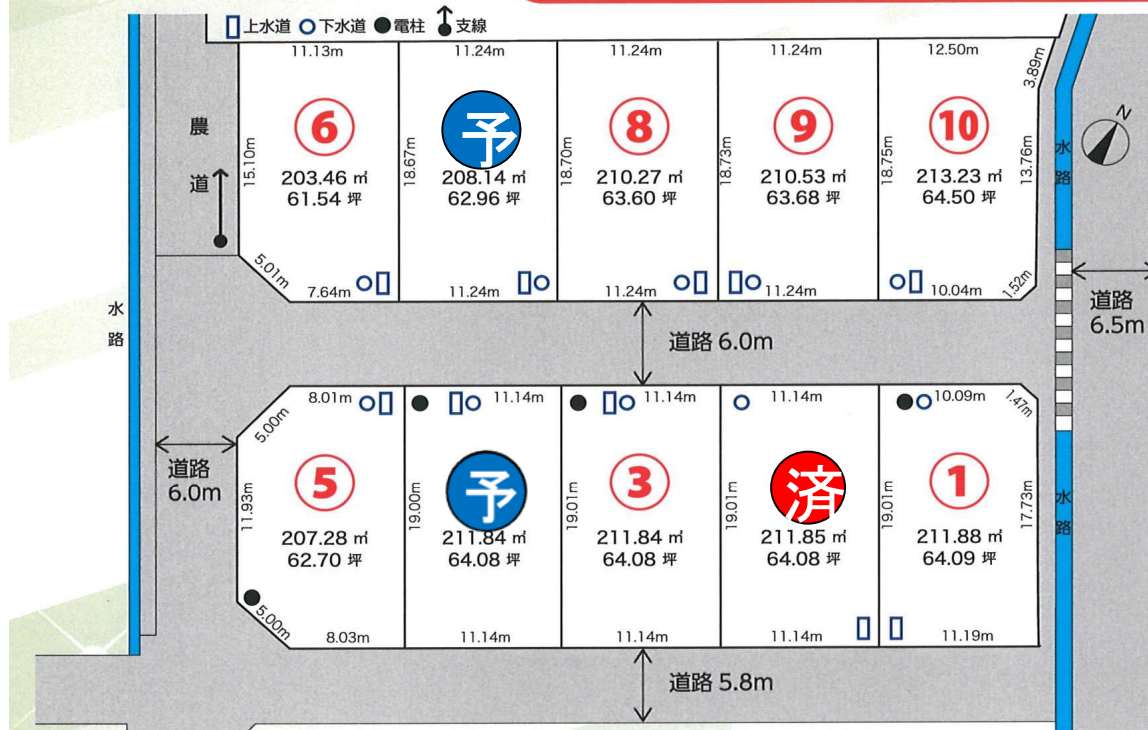 上水道 下水道 電柱 支線
11.13m 11.24m 11.24m 11.24m 12.50m
3.89m
農道
15.10m
6
203.46 ㎡
61.54 坪
18.67m
予
208.14 ㎡
62.96 坪
18.70m
8
210.27 ㎡
63.60 坪
18.73m
9
210.53 ㎡
63.68 坪
18.75m
10
213.23 ㎡
64.50 坪
13.76m
水路
N
5.01m
7.64m 11.24m 11.24m 11.24m 10.04m
1.52m
水路
道路 6.0m
道路
6.5m
8.01m 11.14m 11.14m 11.14m 10.09m
5.00m
1.47m
道路
6.0m
11.93m
5
207.28 ㎡
62.70 坪
19.00m
予
211.84 ㎡
64.08 坪
19.01m
3
211.84 ㎡
64.08 坪
19.01m
済
211.85 ㎡
64.08 坪
19.01m
1
211.88 ㎡
64.09 坪
17.73m
水路
5.00m
8.03m 11.14m 11.14m 11.14m 11.19m
道路 5.8m